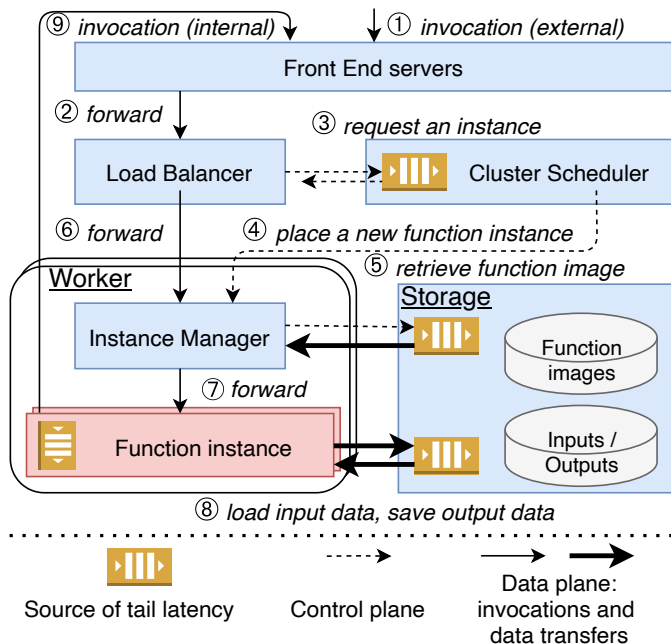 ⑨ invocation (internal)
① invocation (external)
Front End servers
② forward
③ request an instance
Load Balancer
Cluster Scheduler
⑥ forward
④ place a new function instance
⑤ retrieve function image
Worker
Storage
Instance Manager
Function
images
⑦ forward
Function instance
Inputs /
Outputs
⑧ load input data, save output data
Source of tail latency
Control plane
Data plane:
invocations and
data transfers